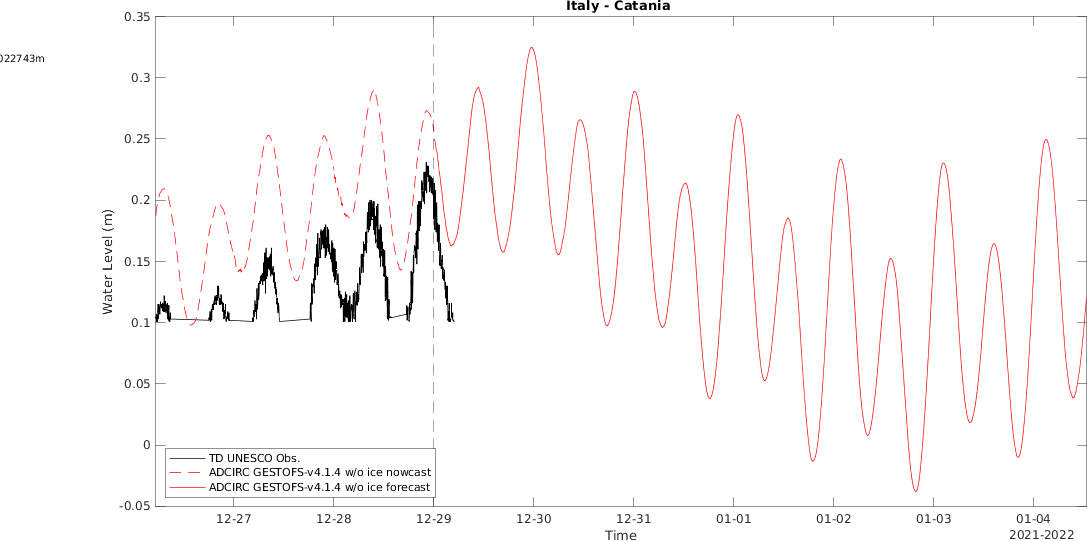 Italy - Catania
022743m
Water Level (m)
0.35
0.3
0.25
0.2
0.15
0.1
0.05
0
-0.05
TD UNESCO Obs.
ADCIRC GESTOFS-v4.1.4 w/o ice nowcast
ADCIRC GESTOFS-v4.1.4 w/o ice forecast
12-27 12-28 12-29 12-30 12-31 01-01 01-02 01-03 01-04
Time
2021-2022